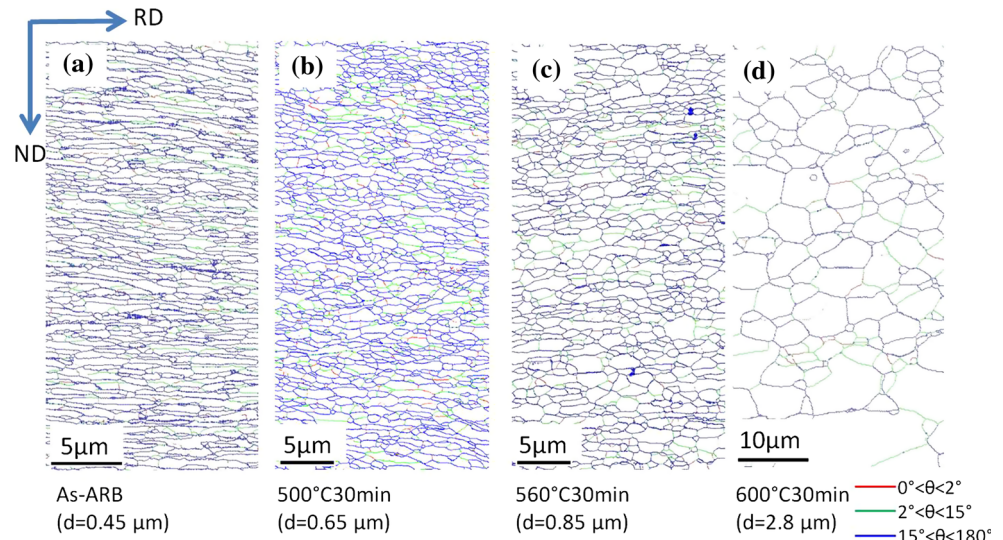 RD
ND
(a)
(b)
(c)
(d)
5μm
5μm
5μm
10μm
As-ARB
(d=0.45 μm)
500°C30min
(d=0.65 μm)
560°C30min
(d=0.85 μm)
600°C30min
(d=2.8 μm)
0°<θ<2°
2°<θ<15°
15°<θ<180°